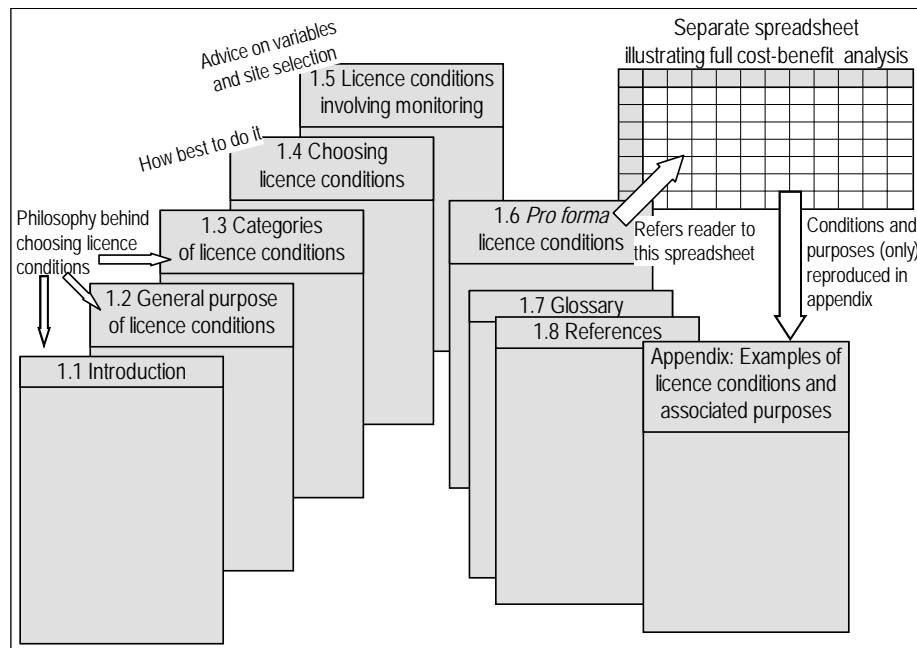 Separate spreadsheet
illustrating full cost-benefit analysis
Advice on variables
and site selection
1.5 Licence conditions
involving monitoring
How best to do it
1.4 Choosing
licence conditions
Philosophy behind
choosing licence
conditions
1.3 Categories
of licence conditions
1.2 General purpose
of licence conditions
1.1 Introduction
1.6 Pro forma
licence conditions
Refers reader to
this spreadsheet
Conditions and
purposes (only)
reproduced in
appendix
1.7 Glossary
1.8 References
Appendix: Examples of
licence conditions and
associated purposes